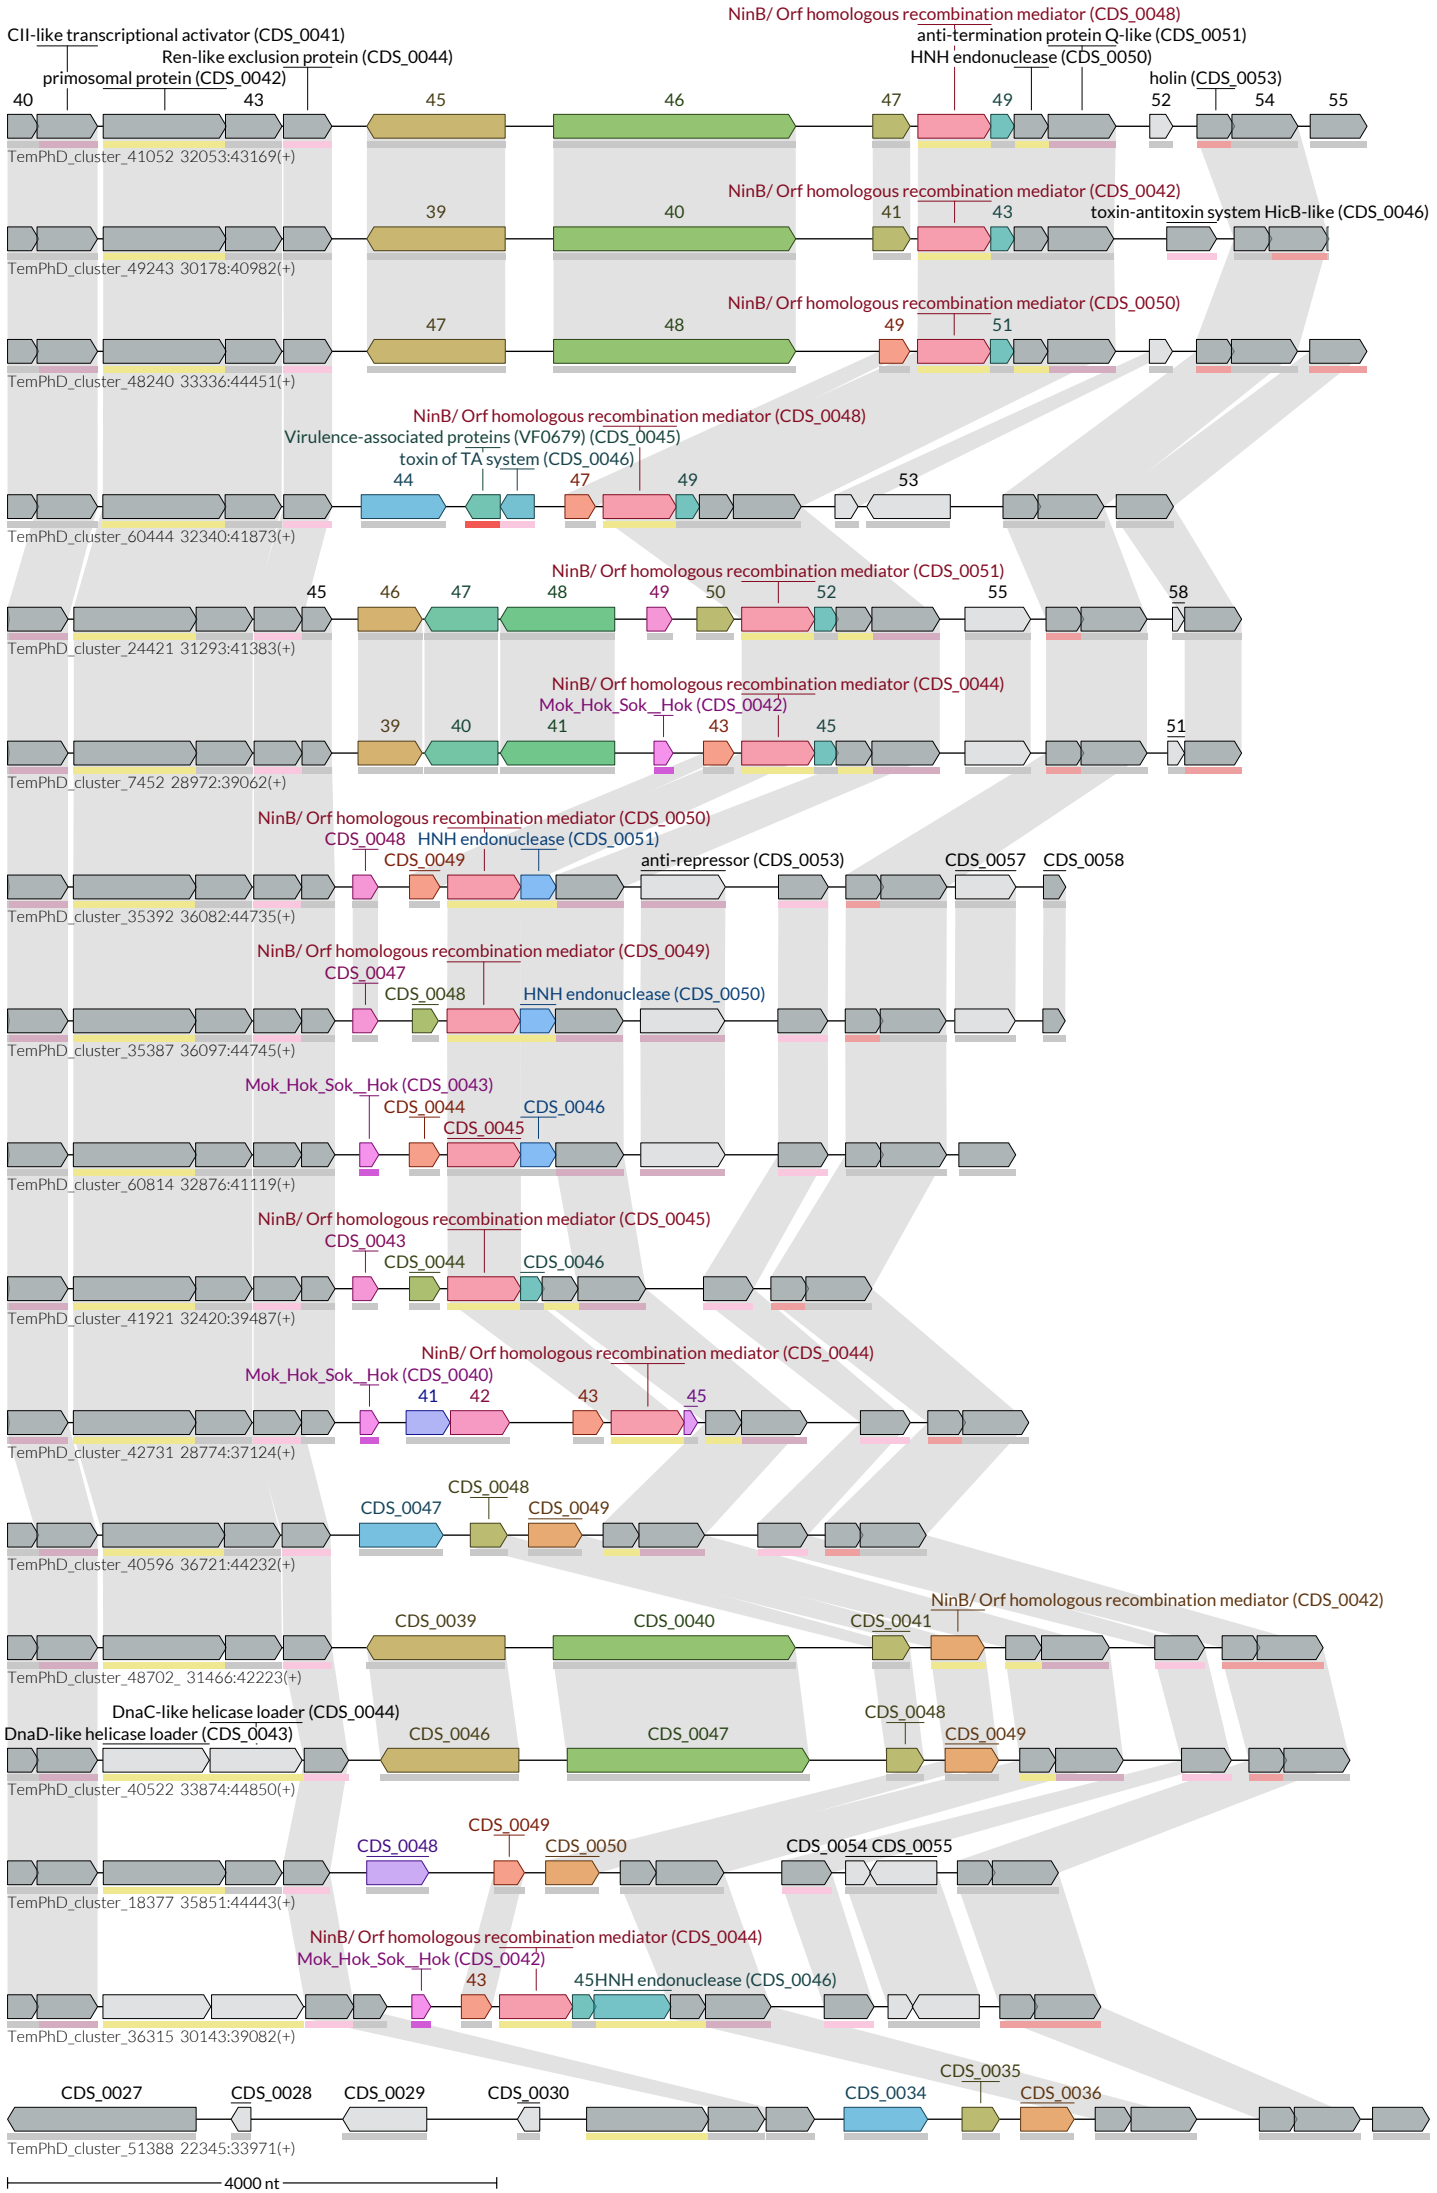 NinB/ Orf homologous recombination mediator (CDS_0048)
CII-like transcriptional activator (CDS_0041)
anti-termination protein Q-like (CDS_0051)
Ren-like exclusion protein (CDS_0044)
HNH endonuclease (CDS_0050)
primosomal protein (CDS_0042)
holin (CDS_0053)
40 43 45 46 47 49 52 54 55
TemPhD_cluster_41052 32053:43169(+)
NinB/ Orf homologous recombination mediator (CDS_0042)
39 40 41 43 toxin-antitoxin system HicB-like (CDS_0046)
TemPhD_cluster_49243 30178:40982(+)
NinB/ Orf homologous recombination mediator (CDS_0050)
47 48 49 51
TemPhD_cluster_48240 33336:44451(+)
NinB/ Orf homologous recombination mediator (CDS_0048)
Virulence-associated proteins (VF0679) (CDS_0045)
toxin of TA system (CDS_0046)
44 47 49 53
TemPhD_cluster_60444 32340:41873(+)
NinB/ Orf homologous recombination mediator (CDS_0051)
45 46 47 48 49 50 52 55 58
TemPhD_cluster_24421 31293:41383(+)
NinB/ Orf homologous recombination mediator (CDS_0044)
Mok_Hok_Sok__Hok (CDS_0042)
39 40 41 43 45 51
TemPhD_cluster_7452 28972:39062(+)
NinB/ Orf homologous recombination mediator (CDS_0050)
CDS_0048 HNH endonuclease (CDS_0051)
CDS_0049 anti-repressor (CDS_0053) CDS_0057 CDS_0058
TemPhD_cluster_35392 36082:44735(+)
NinB/ Orf homologous recombination mediator (CDS_0049)
CDS_0047
CDS_0048 HNH endonuclease (CDS_0050)
TemPhD_cluster_35387 36097:44745(+)
Mok_Hok_Sok__Hok (CDS_0043)
CDS_0044 CDS_0046
CDS_0045
TemPhD_cluster_60814 32876:41119(+)
NinB/ Orf homologous recombination mediator (CDS_0045)
CDS_0043
CDS_0044 CDS_0046
TemPhD_cluster_41921 32420:39487(+)
NinB/ Orf homologous recombination mediator (CDS_0044)
Mok_Hok_Sok__Hok (CDS_0040)
41 42 43 45
TemPhD_cluster_42731 28774:37124(+)
CDS_0048
CDS_0047 CDS_0049
TemPhD_cluster_40596 36721:44232(+)
NinB/ Orf homologous recombination mediator (CDS_0042)
CDS_0039 CDS_0040 CDS_0041
TemPhD_cluster_48702_ 31466:42223(+)
DnaC-like helicase loader (CDS_0044)
CDS_0048
DnaD-like helicase loader (CDS_0043) CDS_0046 CDS_0047 CDS_0049
TemPhD_cluster_40522 33874:44850(+)
CDS_0049
CDS_0048 CDS_0050 CDS_0054 CDS_0055
TemPhD_cluster_18377 35851:44443(+)
NinB/ Orf homologous recombination mediator (CDS_0044)
Mok_Hok_Sok__Hok (CDS_0042)
43 45 HNH endonuclease (CDS_0046)
TemPhD_cluster_36315 30143:39082(+)
CDS_0035
CDS_0027 CDS_0028 CDS_0029 CDS_0030 CDS_0034 CDS_0036
TemPhD_cluster_51388 22345:33971(+)
4000 nt